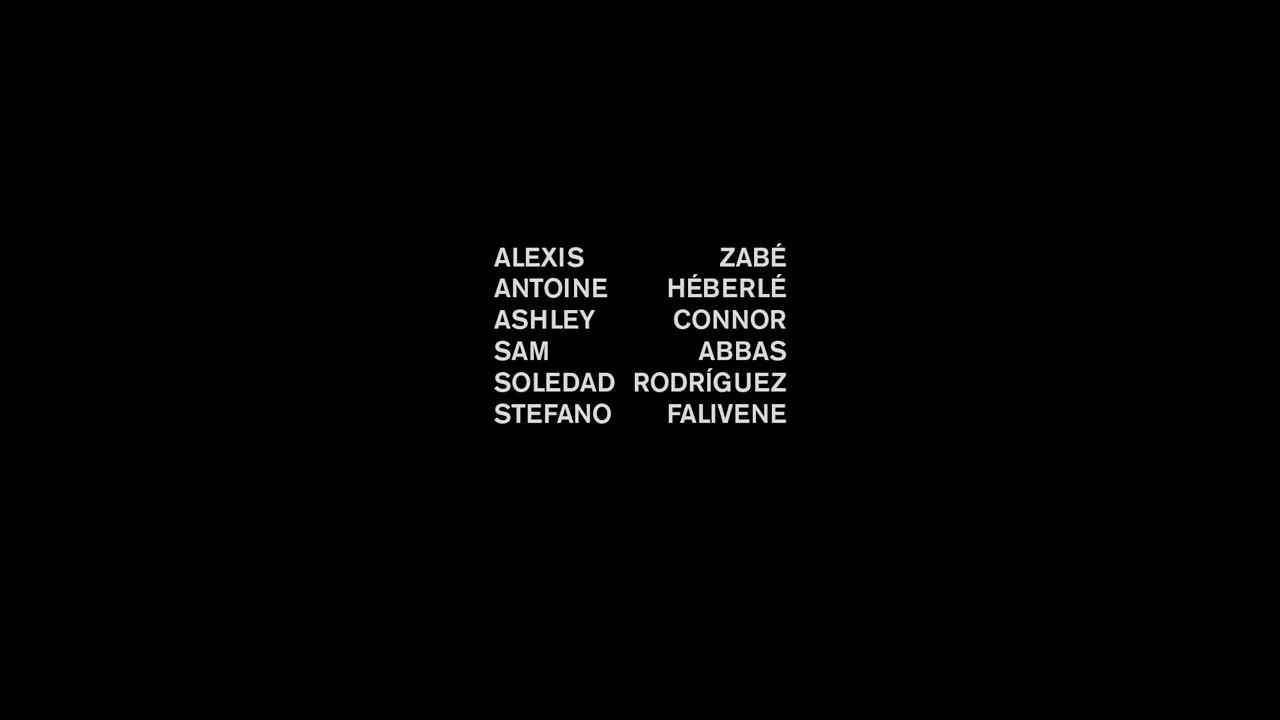 ALEXIS ZABÉ
ANTOINE HÉBERLÉ
ASHLEY CONNOR
SAM ABBAS
SOLEDAD RODRÍGUEZ
STEFANO FALIVENE